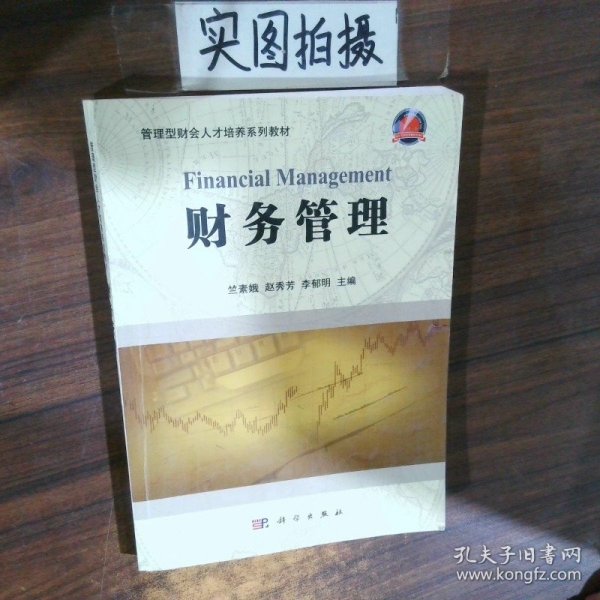 实图拍摄
管理型财会人才培养系列教材
Financial Management
财务管理
竺素娥 赵秀芳 李郁明 主编
科学出版社
孔夫子旧书网
www.kongfz.com